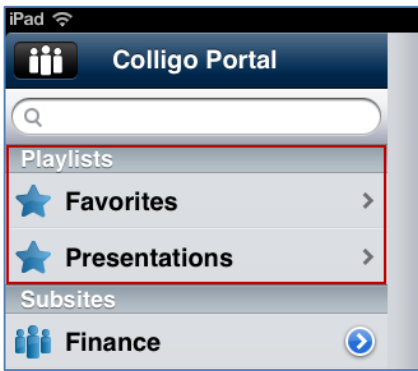 iPad
Colligo Portal
Playlists
Favorites
Presentations
Subsites
Finance